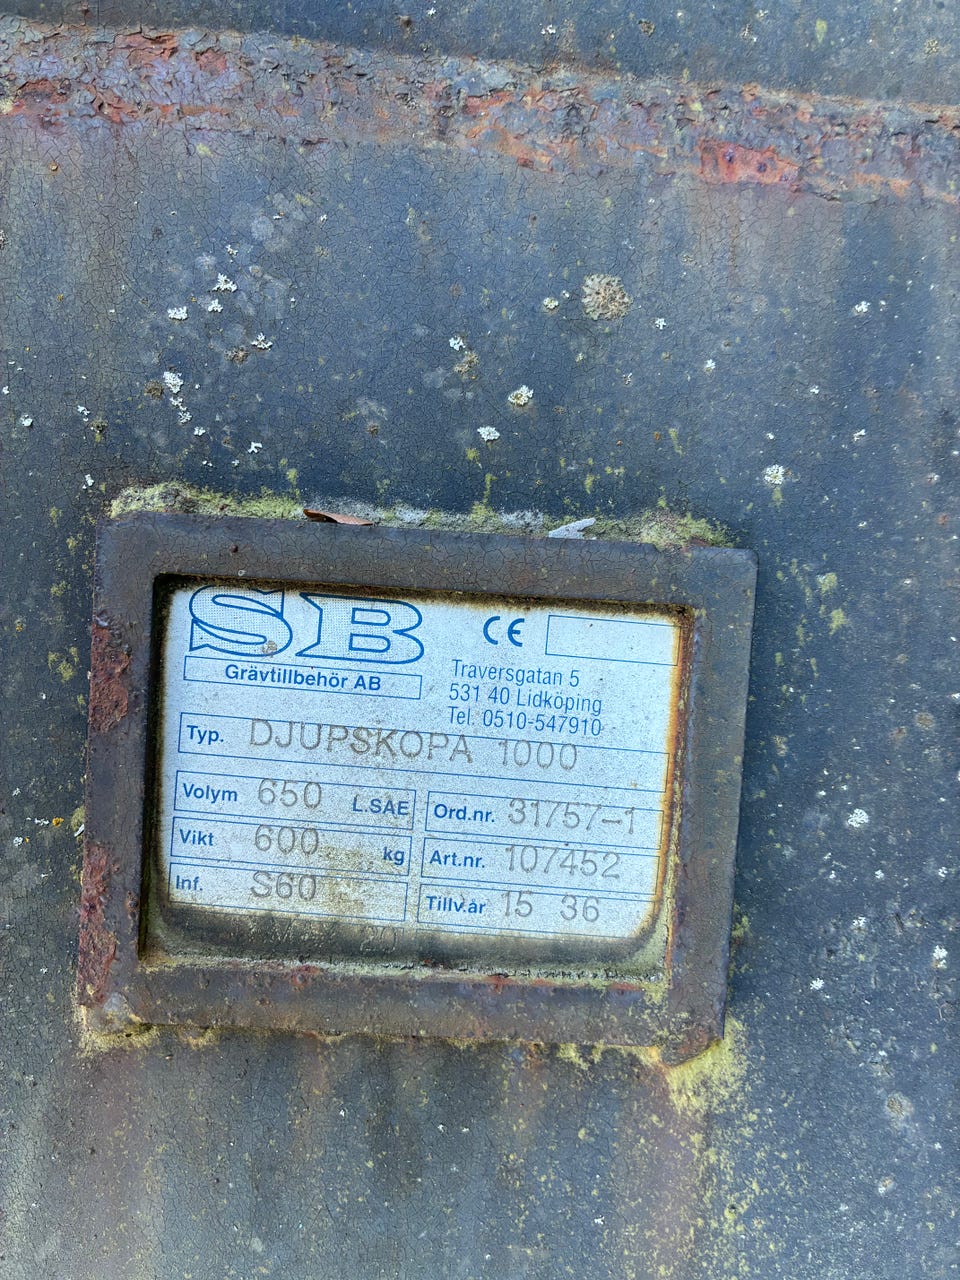 SB
Grävtillbehör AB
CE
Traversgatan 5
531 40 Lidköping
Tel. 0510-547910
Typ. DJUPSKOPA 1000
Volym 650 L.SAE
Ord.nr. 31757-1
Vikt 600 kg
Art.nr. 107452
Inf. S60
Tillv.år 15 36
20